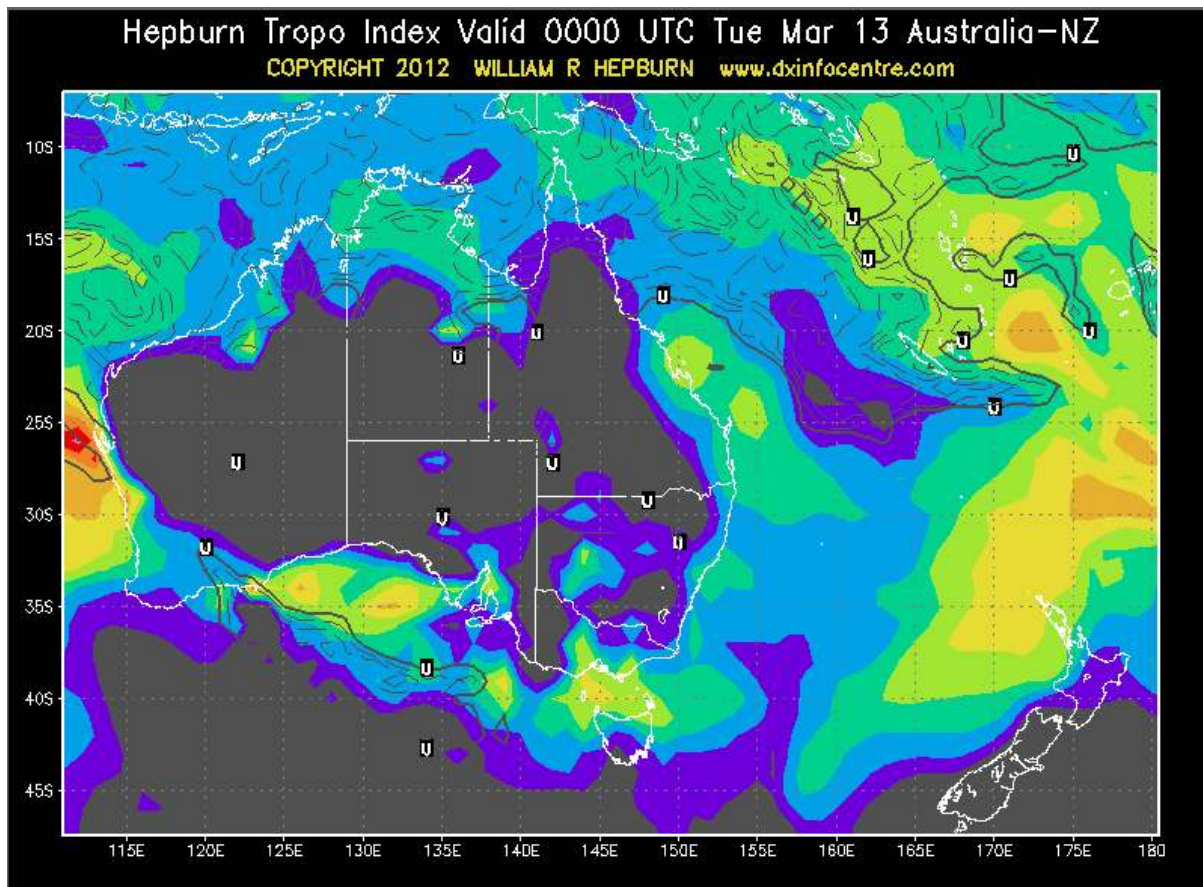 Hepburn Tropo Index Valid 0000 UTC Tue Mar 13 Australia-NZ
COPYRIGHT 2012 WILLIAM R HEPBURN www.dxinfocentre.com
10S
U
U
15S
U
U
U
20S
U
U
U
U
U
25S
U
U
U
30S
U
U
U
U
35S
U
40S
U
45S
115E 120E 125E 130E 135E 140E 145E 150E 155E 160E 165E 170E 175E 180